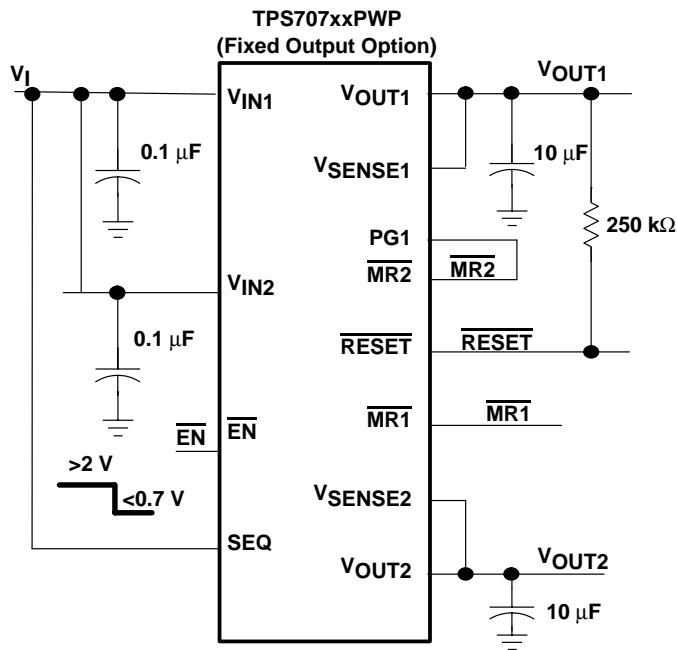 TPS707xxPWP
(Fixed Output Option)
VI
VIN1
VOUT1
VOUT1
0.1 μF
10 μF
VSENSE1
250 kΩ
PG1
MR2
MR2
VIN2
0.1 μF
RESET
RESET
EN
EN
MR1
MR1
>2 V
<0.7 V
VSENSE2
SEQ
VOUT2
VOUT2
10 μF